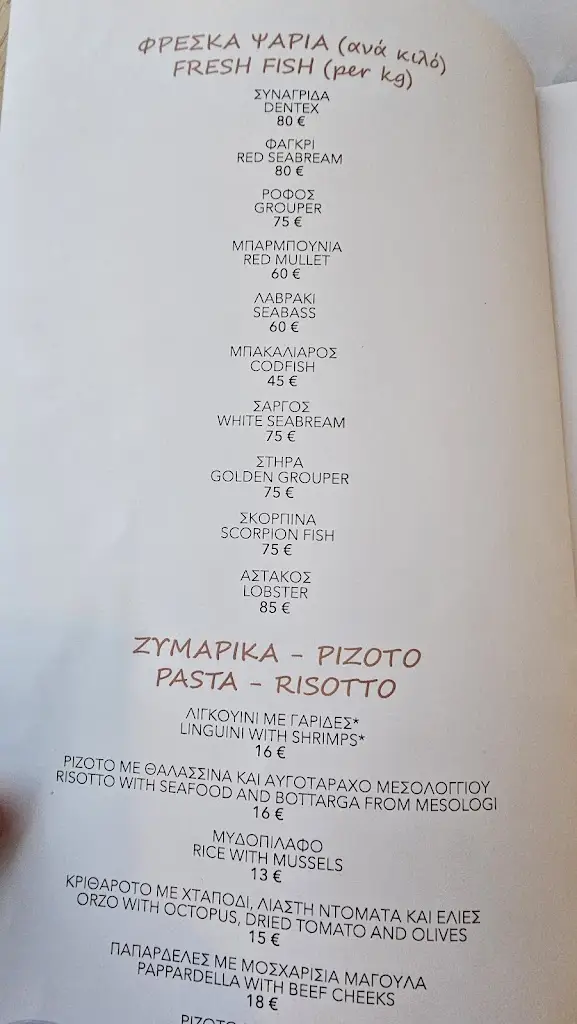 ΦΡΕΣΚΑ ΨΑΡΙΑ (ανά κιλό)
FRESH FISH (per kg)
ΣΥΝΑΓΡΙΔΑ
DENTEX
80 €
ΦΑΓΚΡΙ
RED SEABREAM
80 €
ΡΟΦΟΣ
GROUPER
75 €
ΜΠΑΡΜΠΟΥΝΙΑ
RED MULLET
60 €
ΛΑΒΡΑΚΙ
SEABASS
60 €
ΜΠΑΚΑΛΙΑΡΟΣ
CODFISH
45 €
ΣΑΡΓΟΣ
WHITE SEABREAM
75 €
ΣΤΗΡΑ
GOLDEN GROUPER
75 €
ΣΚΟΡΠΙΝΑ
SCORPION FISH
75 €
ΑΣΤΑΚΟΣ
LOBSTER
85 €
ΖΥΜΑΡΙΚΑ - ΡΙΖΟΤΟ
PASTA - RISOTTO
ΛΙΓΚΟΥΙΝΙ ΜΕ ΓΑΡΙΔΕΣ*
LINGUINI WITH SHRIMPS*
16 €
ΡΙΖΟΤΟ ΜΕ ΘΑΛΑΣΣΙΝΑ ΚΑΙ ΑΥΓΟΤΑΡΑΧΟ ΜΕΣΟΛΟΓΓΙΟΥ
RISOTTO WITH SEAFOOD AND BOTTARGA FROM MESOLOGI
16 €
ΜΥΔΟΠΙΛΑΦΟ
RICE WITH MUSSELS
13 €
ΚΡΙΘΑΡΟΤΟ ΜΕ ΧΤΑΠΟΔΙ, ΛΙΑΣΤΗ ΝΤΟΜΑΤΑ ΚΑΙ ΕΛΙΕΣ
ORZO WITH OCTOPUS, DRIED TOMATO AND OLIVES
15 €
ΠΑΠΑΡΔΕΛΕΣ ΜΕ ΜΟΣΧΑΡΙΣΙΑ ΜΑΓΟΥΛΑ
PAPPARDELLA WITH BEEF CHEEKS
18 €